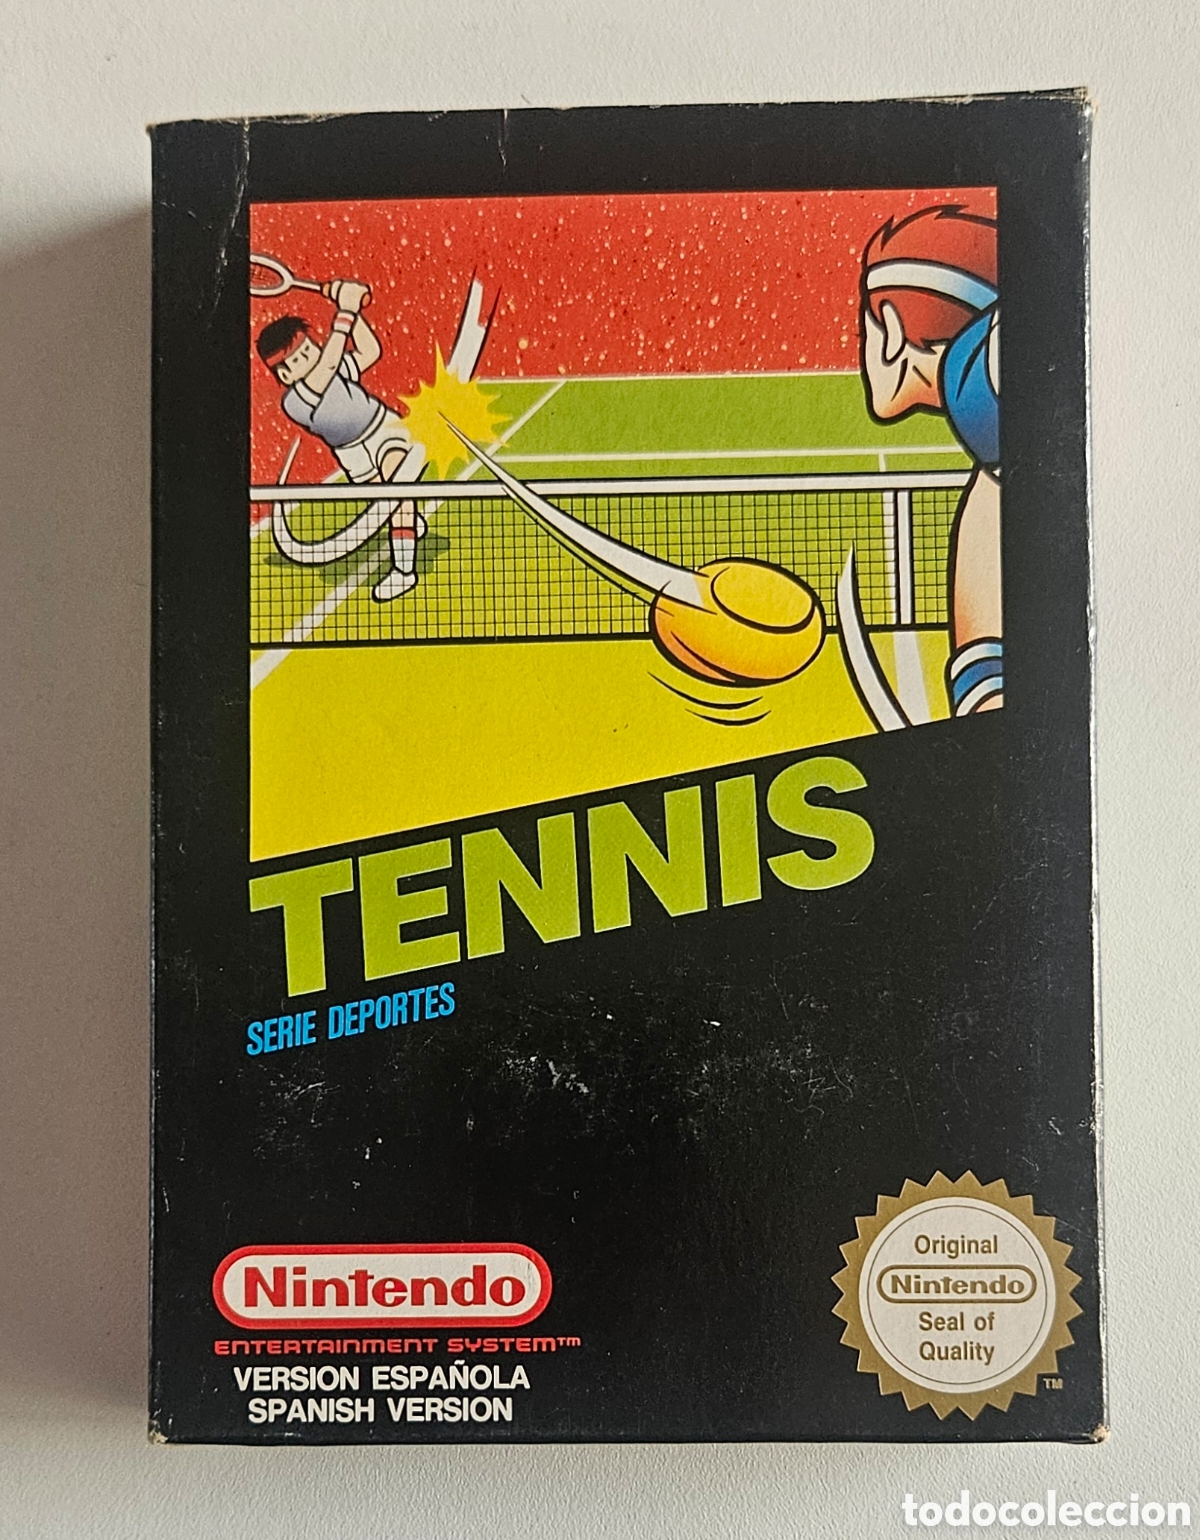 TENNIS
SERIE DEPORTES
Nintendo
ENTERTAINMENT SYSTEM™
VERSION ESPAÑOLA
SPANISH VERSION
Original
Nintendo
Seal of
Quality
TM
todocoleccion